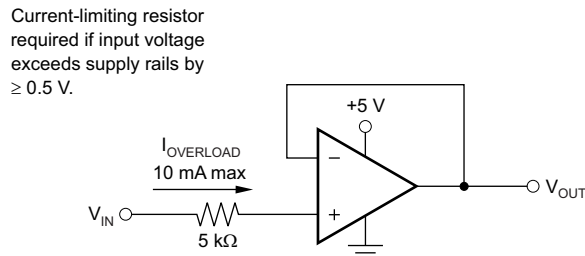 Current-limiting resistor
required if input voltage
exceeds supply rails by
≥ 0.5 V.
+5 V
I_OVERLOAD
10 mA max
−
V_OUT
V_IN
+
5 kΩ